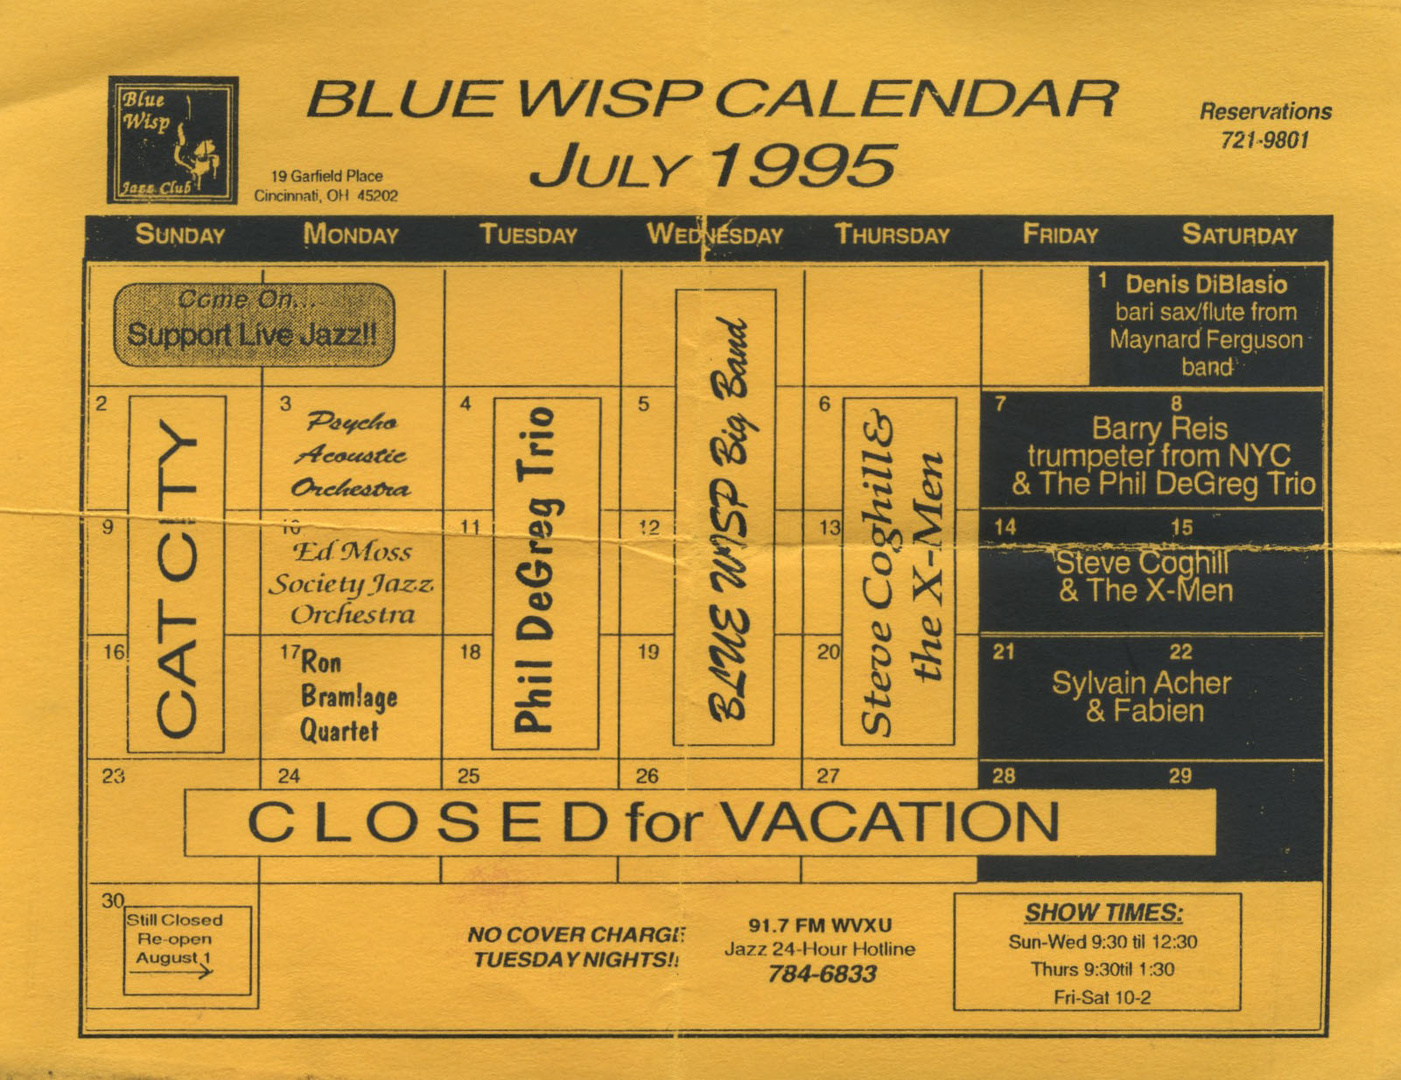 Blue
Wisp
Jazz Club
BLUE WISP CALENDAR
JULY 1995
19 Garfield Place
Cincinnati, OH 45202
Reservations
721-9801
SUNDAY MONDAY TUESDAY WEDNESDAY THURSDAY FRIDAY SATURDAY
Come On...
Support Live Jazz!!
1 Denis DiBlasio
bari sax/flute from
Maynard Ferguson
band
2
CAT CITY
3
Psycho
Acoustic
Orchestra
4
Phil DeGreg Trio
5
BLUE WISP Big Band
6
Steve Coghill &
the X-Men
7 8
Barry Reis
trumpeter from NYC
& The Phil DeGreg Trio
9
10
Ed Moss
Society Jazz
Orchestra
11
12
13
14 15
Steve Coghill
& The X-Men
16
17 Ron
Bramlage
Quartet
18
19
20
21 22
Sylvain Acher
& Fabien
23 24 25 26 27 28 29
CLOSED for VACATION
30
Still Closed
Re-open
August 1
NO COVER CHARGE
TUESDAY NIGHTS!!
91.7 FM WVXU
Jazz 24-Hour Hotline
784-6833
SHOW TIMES:
Sun-Wed 9:30 til 12:30
Thurs 9:30til 1:30
Fri-Sat 10-2